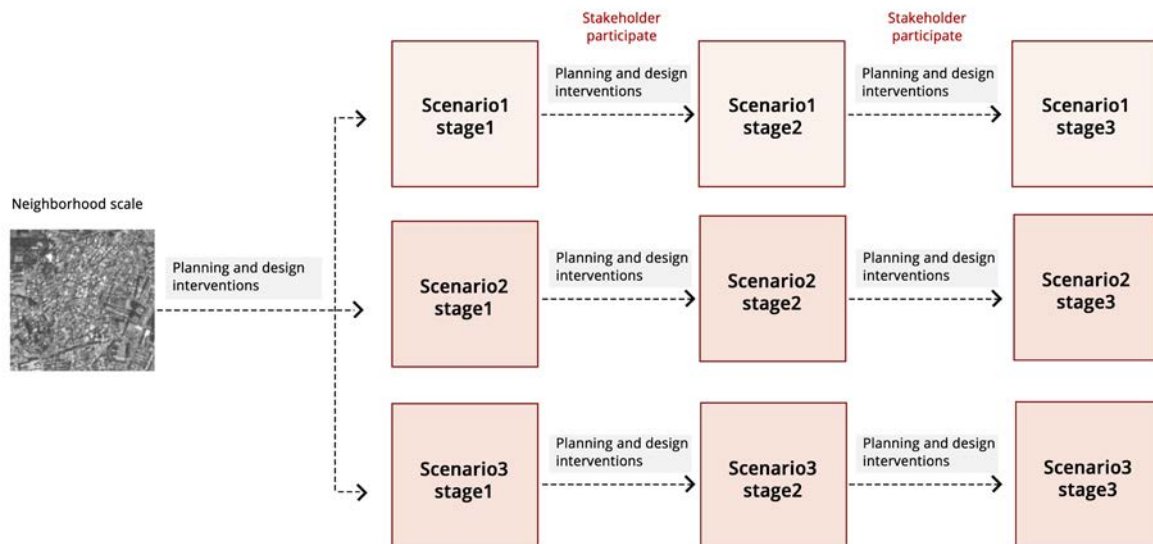 Stakeholder
participate
Stakeholder
participate
Scenario1
stage1
Planning and design
interventions
Scenario1
stage2
Planning and design
interventions
Scenario1
stage3
Neighborhood scale
Planning and design
interventions
Scenario2
stage1
Planning and design
interventions
Scenario2
stage2
Planning and design
interventions
Scenario2
stage3
Scenario3
stage1
Planning and design
interventions
Scenario3
stage2
Planning and design
interventions
Scenario3
stage3